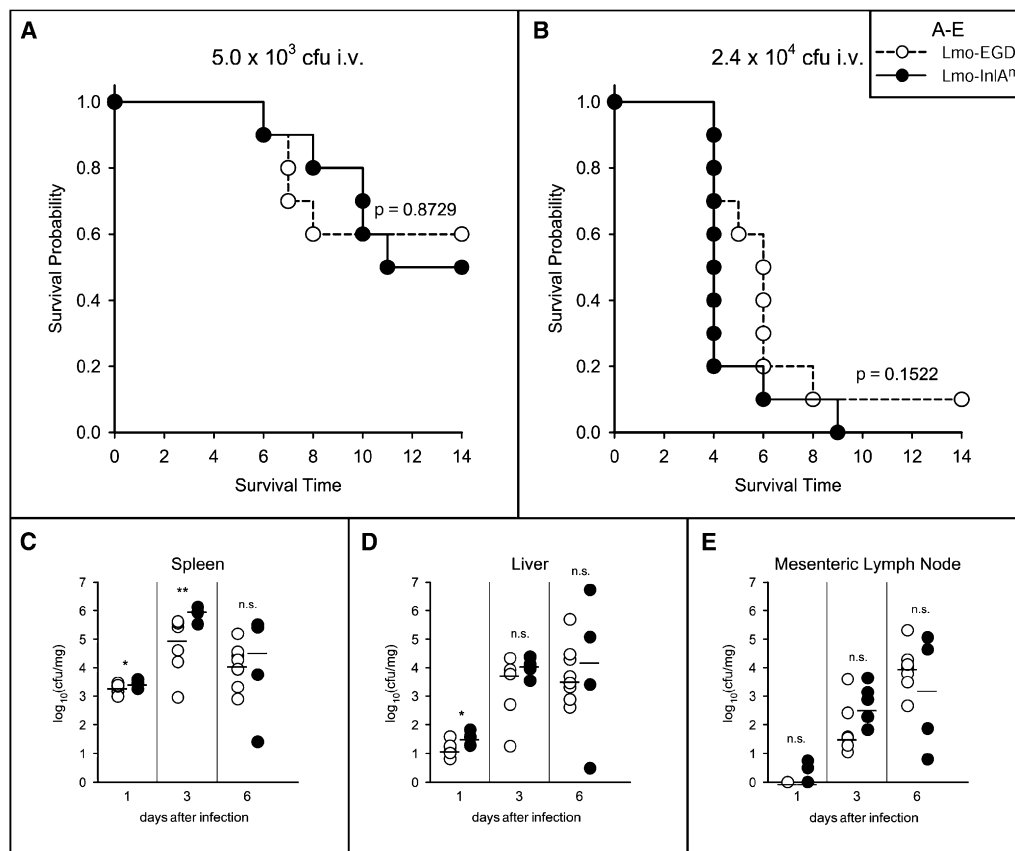 A
5.0 x 10³ cfu i.v.
Survival Probability
1.0
0.8
0.6
0.4
0.2
0.0
p = 0.8729
0 2 4 6 8 10 12 14
Survival Time
B
2.4 x 10⁴ cfu i.v.
A-E
Lmo-EGD
Lmo-InlAᵐ
Survival Probability
1.0
0.8
0.6
0.4
0.2
0.0
p = 0.1522
0 2 4 6 8 10 12 14
Survival Time
C
Spleen
log₁₀(cfu/mg)
7
6
5
4
3
2
1
0
*
**
n.s.
1 3 6
days after infection
D
Liver
log₁₀(cfu/mg)
7
6
5
4
3
2
1
0
*
n.s.
n.s.
1 3 6
days after infection
E
Mesenteric Lymph Node
log₁₀(cfu/mg)
7
6
5
4
3
2
1
0
n.s.
n.s.
n.s.
1 3 6
days after infection